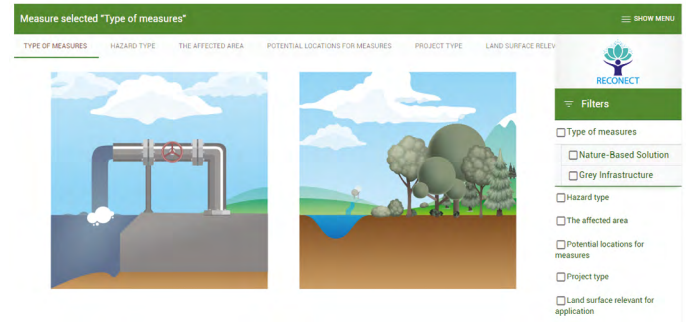 Measure selected "Type of measures"
SHOW MENU
TYPE OF MEASURES HAZARD TYPE THE AFFECTED AREA POTENTIAL LOCATIONS FOR MEASURES PROJECT TYPE LAND SURFACE RELEV
RECONECT
Filters
Type of measures
Nature-Based Solution
Grey Infrastructure
Hazard type
The affected area
Potential locations for
measures
Project type
Land surface relevant for
application